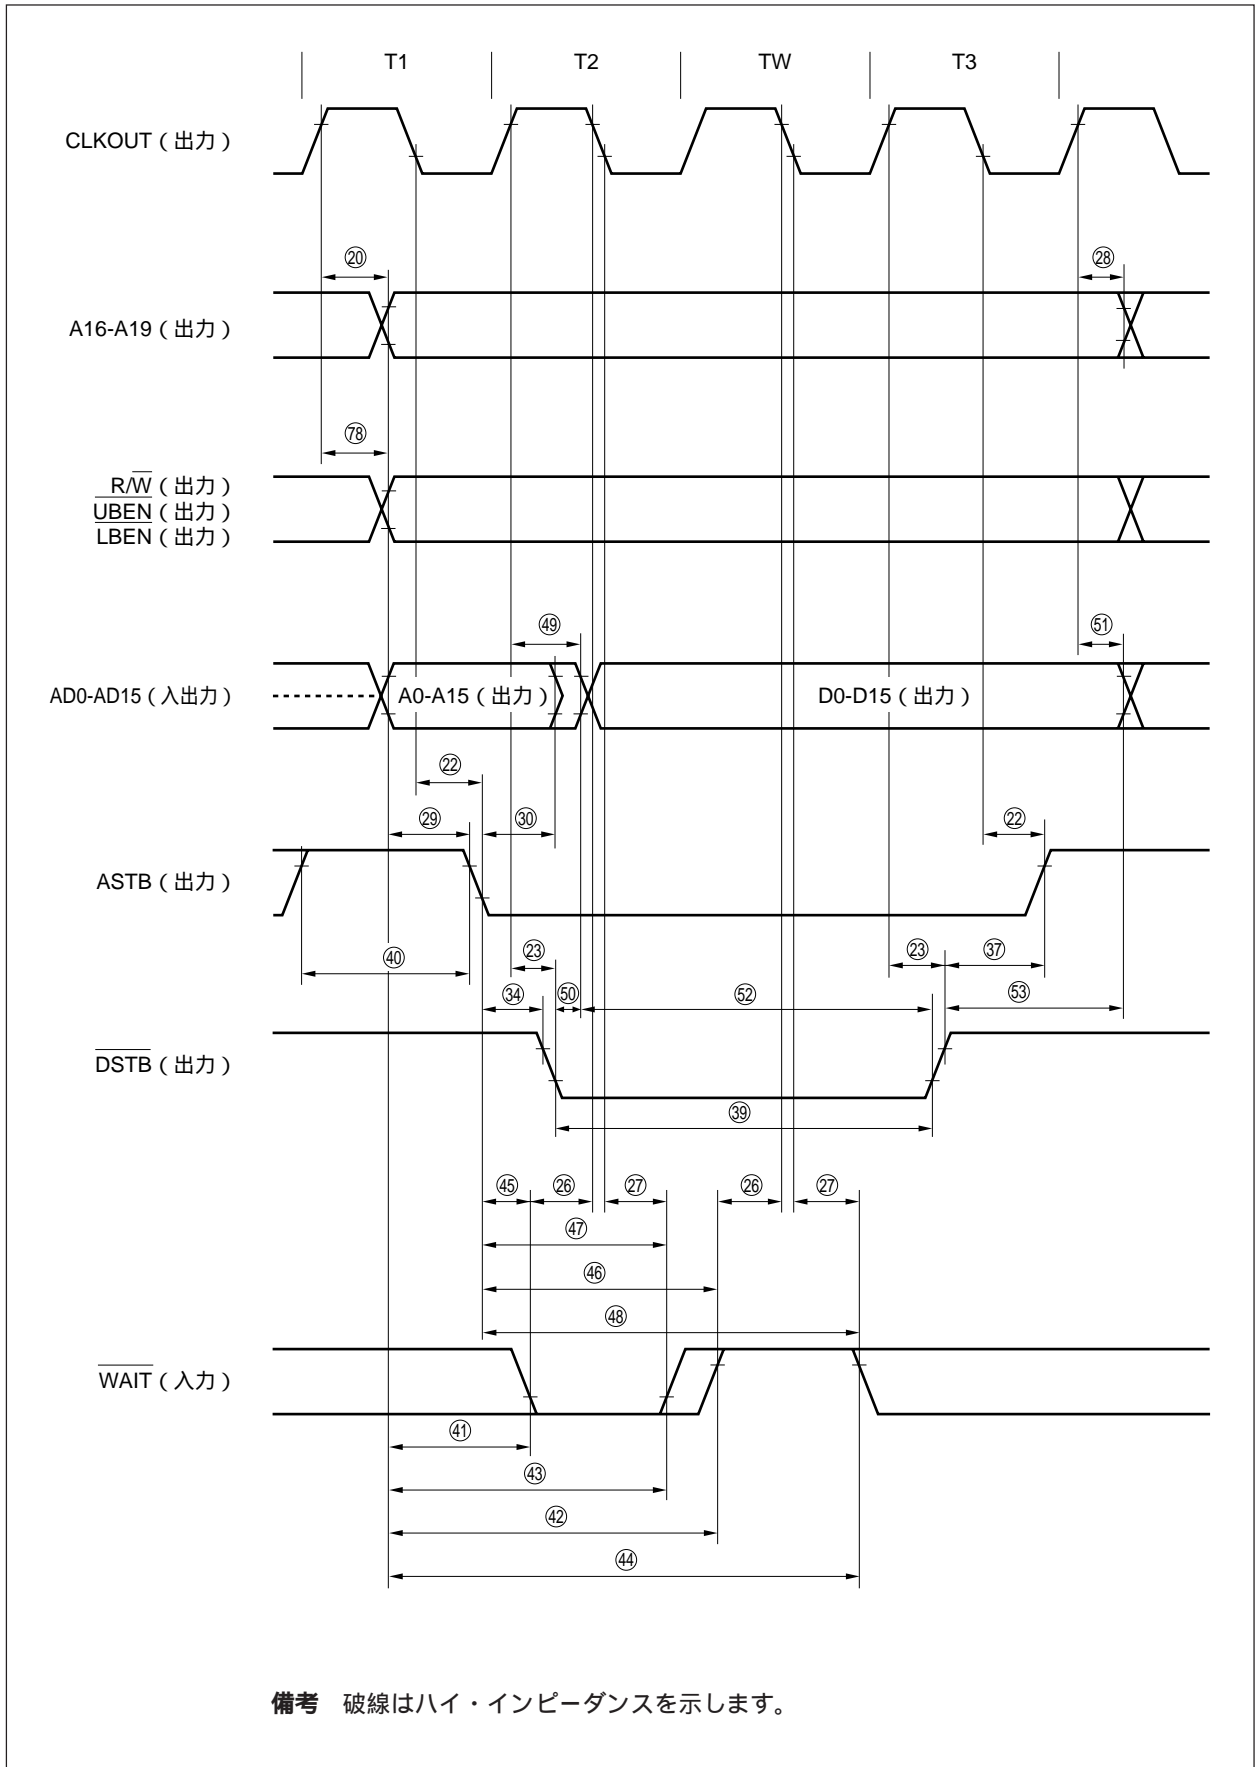 T1 T2 TW T3
CLKOUT（出力）
⑳ ㉘
A16-A19（出力）
78
R/W（出力）
UBEN（出力）
LBEN（出力）
㊾ 51
AD0-AD15（入出力） A0-A15（出力） D0-D15（出力）
㉒
㉙ ㉚ ㉒
ASTB（出力）
㊵ ㉓ ㉓ ㊲
㉞ ㊿ 52 53
DSTB（出力）
㊴
㊺ ㉖ ㉗ ㉖ ㉗
㊼
㊻
㊽
WAIT（入力）
㊶
㊸
㊷
㊹
備考 破線はハイ・インピーダンスを示します。